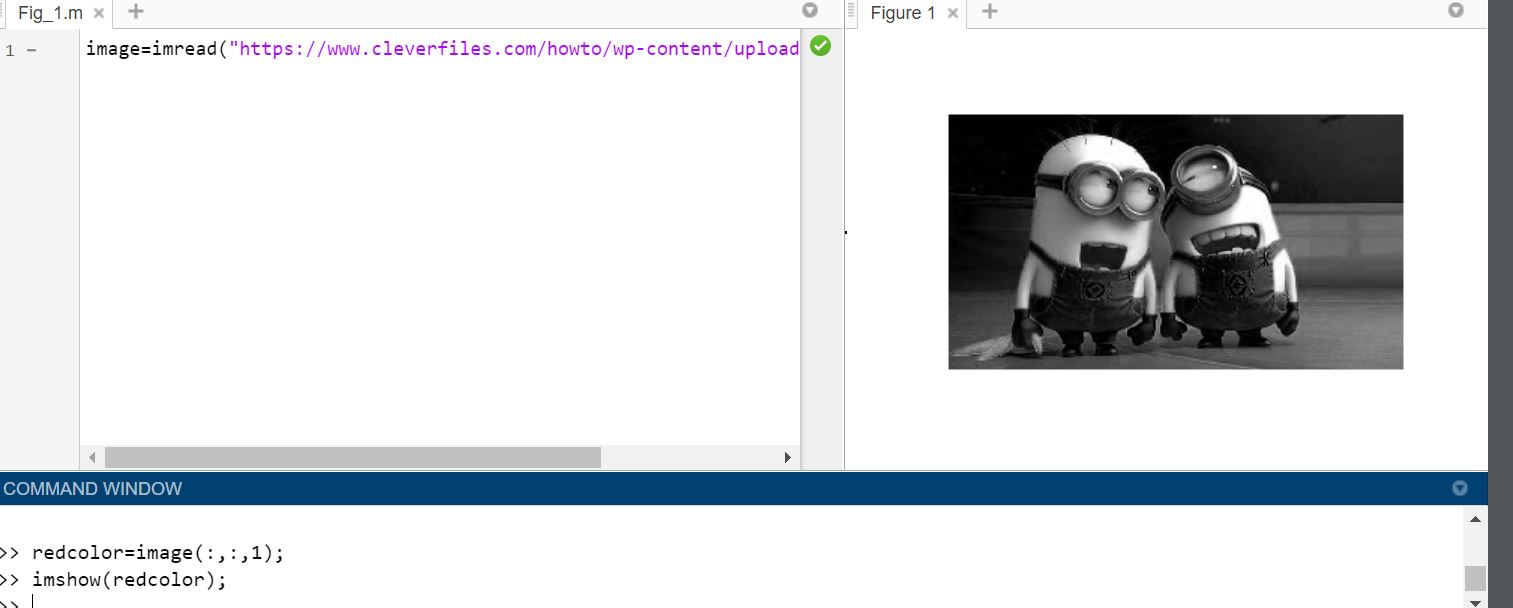 Fig_1.m × +
Figure 1 × +
1 –
image=imread("https://www.cleverfiles.com/howto/wp-content/upload
COMMAND WINDOW
>> redcolor=image(:,:,1);
>> imshow(redcolor);
>>